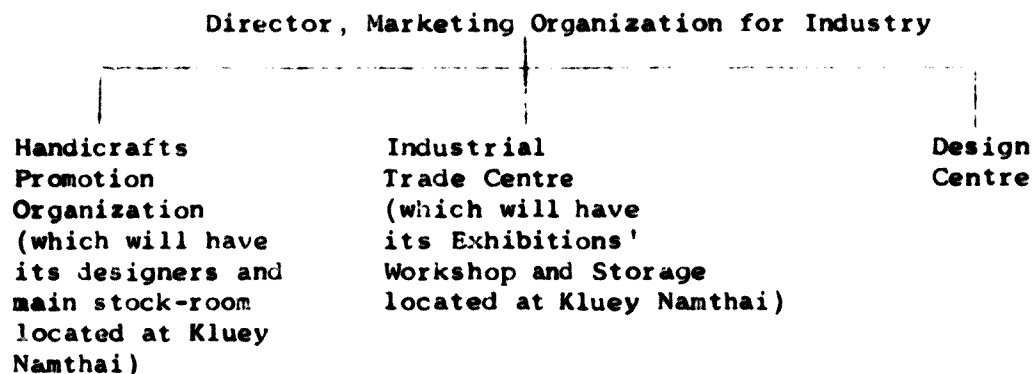 Director, Marketing Organization for Industry
Handicrafts
Promotion
Organization
(which will have
its designers and
main stock-room
located at Kluey
Namthai)
Industrial
Trade Centre
(which will have
its Exhibitions'
Workshop and Storage
located at Kluey Namthai)
Design
Centre